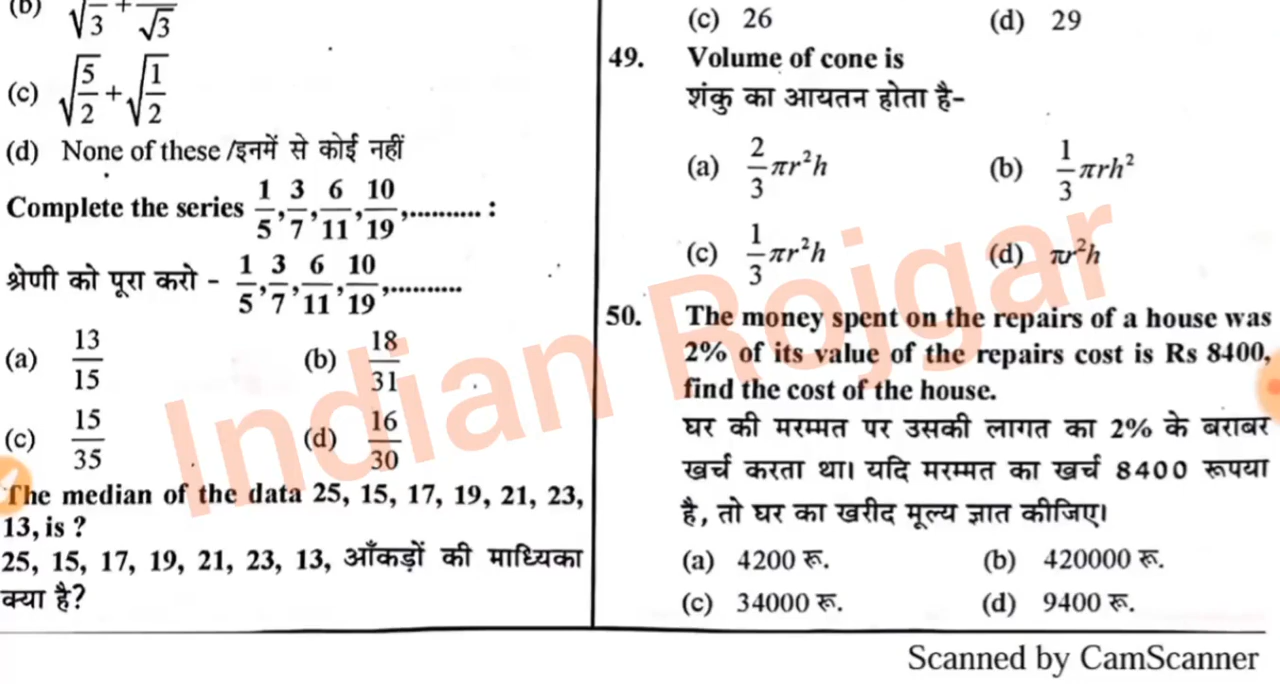 (b) √3 + 1/√3
(c) √(5/2) + √(1/2)
(d) None of these /इनमें से कोई नहीं
Complete the series 1/5, 3/7, 6/11, 10/19, .......... :
श्रेणी को पूरा करो - 1/5, 3/7, 6/11, 10/19, ..........
(a) 13/15 (b) 18/31
(c) 15/35 (d) 16/30
The median of the data 25, 15, 17, 19, 21, 23,
13, is ?
25, 15, 17, 19, 21, 23, 13, आँकड़ों की माध्यिका
क्या है?
(c) 26 (d) 29
49. Volume of cone is
शंकु का आयतन होता है-
(a) 2/3 πr²h (b) 1/3 πrh²
(c) 1/3 πr²h (d) πr²h
50. The money spent on the repairs of a house was
2% of its value of the repairs cost is Rs 8400,
find the cost of the house.
घर की मरम्मत पर उसकी लागत का 2% के बराबर
खर्च करता था। यदि मरम्मत का खर्च 8400 रूपया
है, तो घर का खरीद मूल्य ज्ञात कीजिए।
(a) 4200 रू. (b) 420000 रू.
(c) 34000 रू. (d) 9400 रू.
Indian Rojgar
Scanned by CamScanner